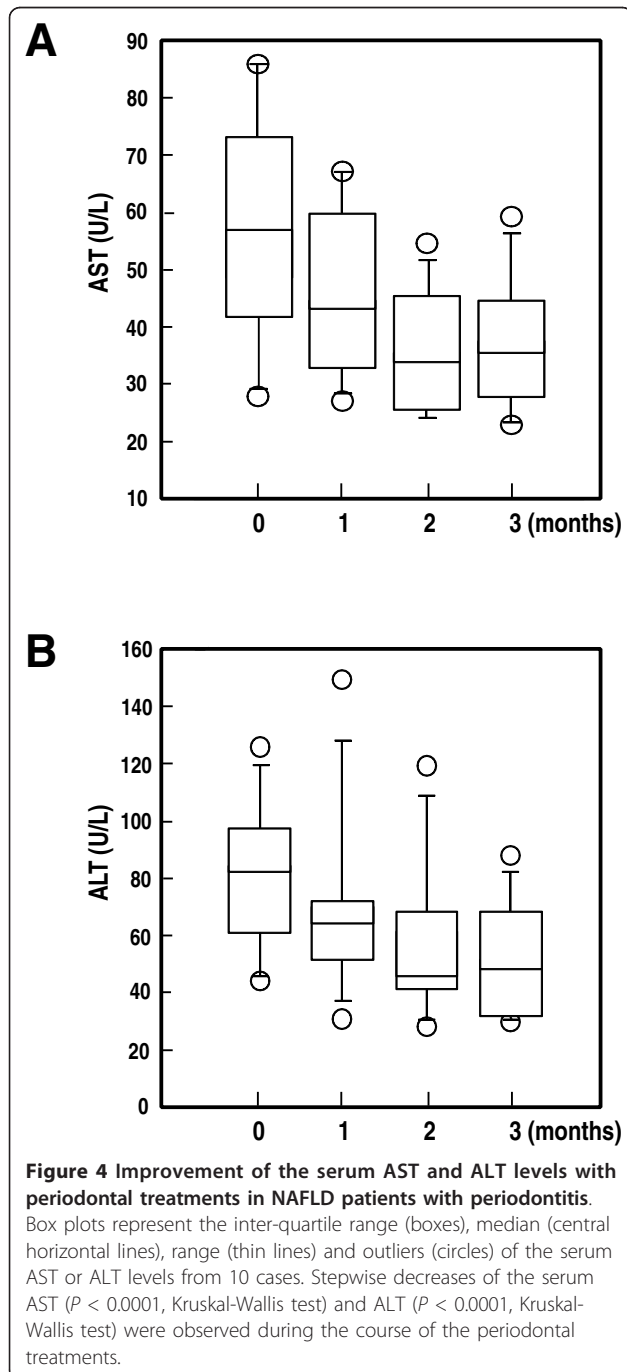 A
90
80
70
60
50
40
30
20
10
AST (U/L)
0 1 2 3 (months)
B
160
140
120
100
80
60
40
20
0
ALT (U/L)
0 1 2 3 (months)
Figure 4 Improvement of the serum AST and ALT levels with
periodontal treatments in NAFLD patients with periodontitis.
Box plots represent the inter-quartile range (boxes), median (central
horizontal lines), range (thin lines) and outliers (circles) of the serum
AST or ALT levels from 10 cases. Stepwise decreases of the serum
AST (P < 0.0001, Kruskal-Wallis test) and ALT (P < 0.0001, Kruskal-
Wallis test) were observed during the course of the periodontal
treatments.